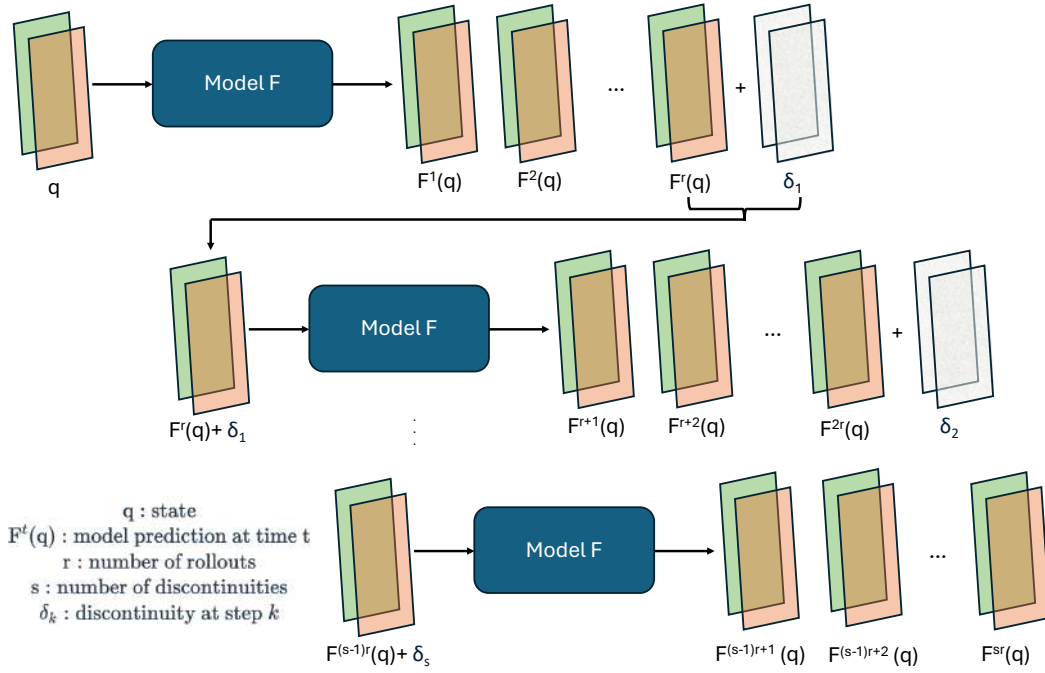 Model F
... +
q F¹(q) F²(q) Fʳ(q) δ₁
Model F
... +
Fʳ(q)+ δ₁ Fʳ⁺¹(q) Fʳ⁺²(q) F²ʳ(q) δ₂
.
.
.
q : state
Fᵗ(q) : model prediction at time t
r : number of rollouts
s : number of discontinuities
δₖ : discontinuity at step k
Model F
...
F⁽ˢ⁻¹⁾ʳ(q)+ δₛ F⁽ˢ⁻¹⁾ʳ⁺¹ (q) F⁽ˢ⁻¹⁾ʳ⁺² (q) Fˢʳ(q)